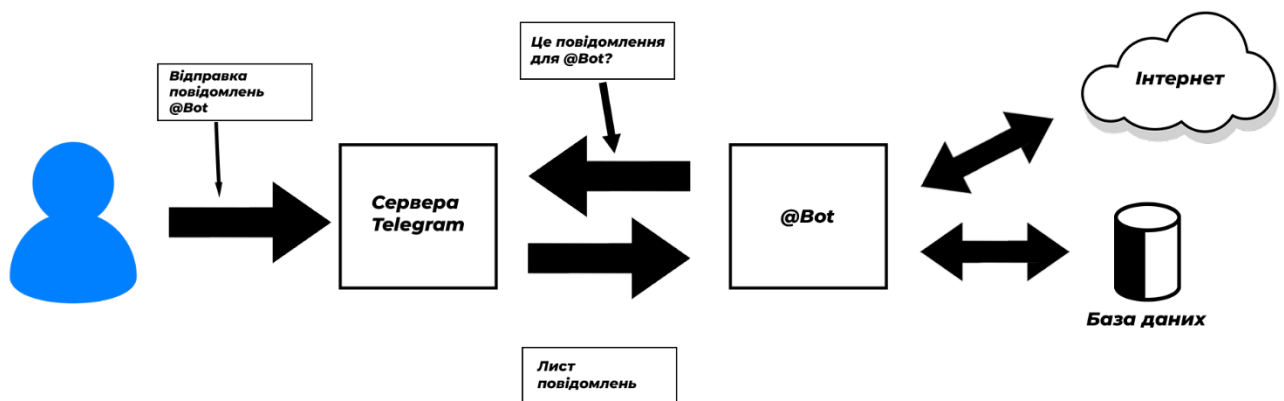 Відправка
повідомлень
@Bot
Це повідомлення
для @Bot?
Інтернет
Сервера
Telegram
@Bot
База даних
Лист
повідомлень